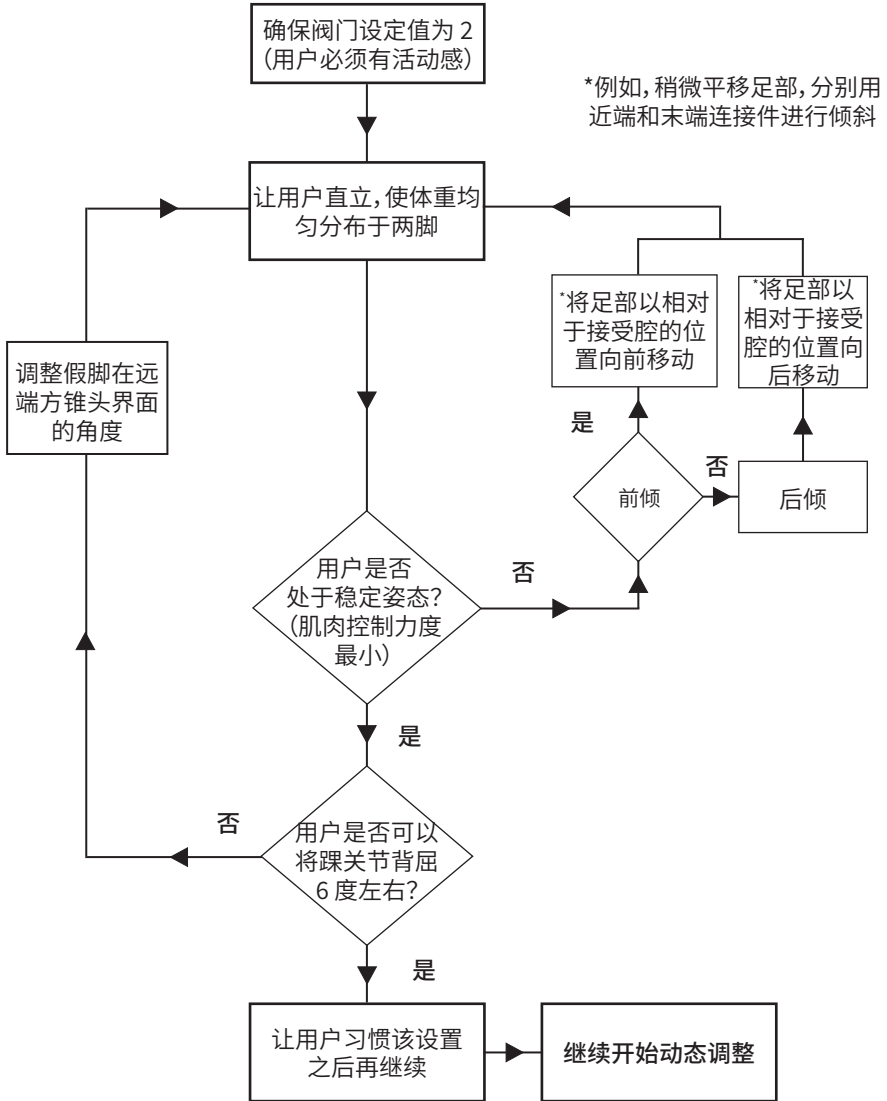 确保阀门设定值为 2
（用户必须有活动感）
*例如，稍微平移足部，分别用
近端和末端连接件进行倾斜
让用户直立，使体重均
匀分布于两脚
*将足部以相对
于接受腔的位
置向前移动
*将足部以
相对于接受
腔的位置向
后移动
调整假脚在远
端方锥头界面
的角度
是
前倾
否
后倾
用户是否
处于稳定姿态？
（肌肉控制力度
最小）
否
是
用户是否可以
将踝关节背屈
6 度左右？
否
是
让用户习惯该设置
之后再继续
继续开始动态调整